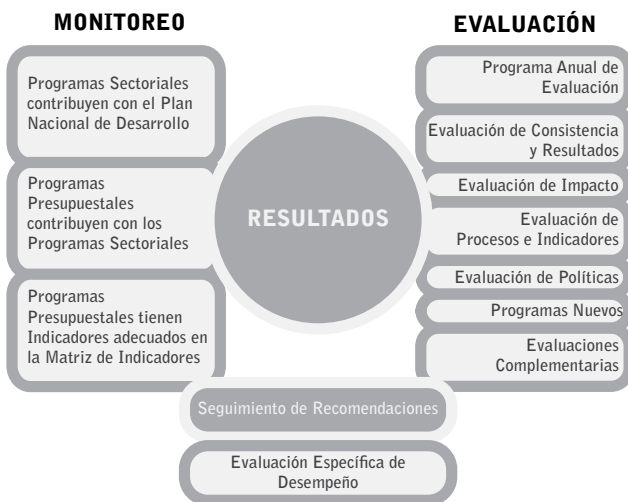 MONITOREO
Programas Sectoriales
contribuyen con el Plan
Nacional de Desarrollo
Programas
Presupuestales
contribuyen con los
Programas Sectoriales
Programas
Presupuestales tienen
Indicadores adecuados en
la Matriz de Indicadores
RESULTADOS
EVALUACIÓN
Programa Anual de
Evaluación
Evaluación de Consistencia
y Resultados
Evaluación de Impacto
Evaluación de
Procesos e Indicadores
Evaluación de Políticas
Programas Nuevos
Evaluaciones
Complementarias
Seguimiento de Recomendaciones
Evaluación Específica de
Desempeño